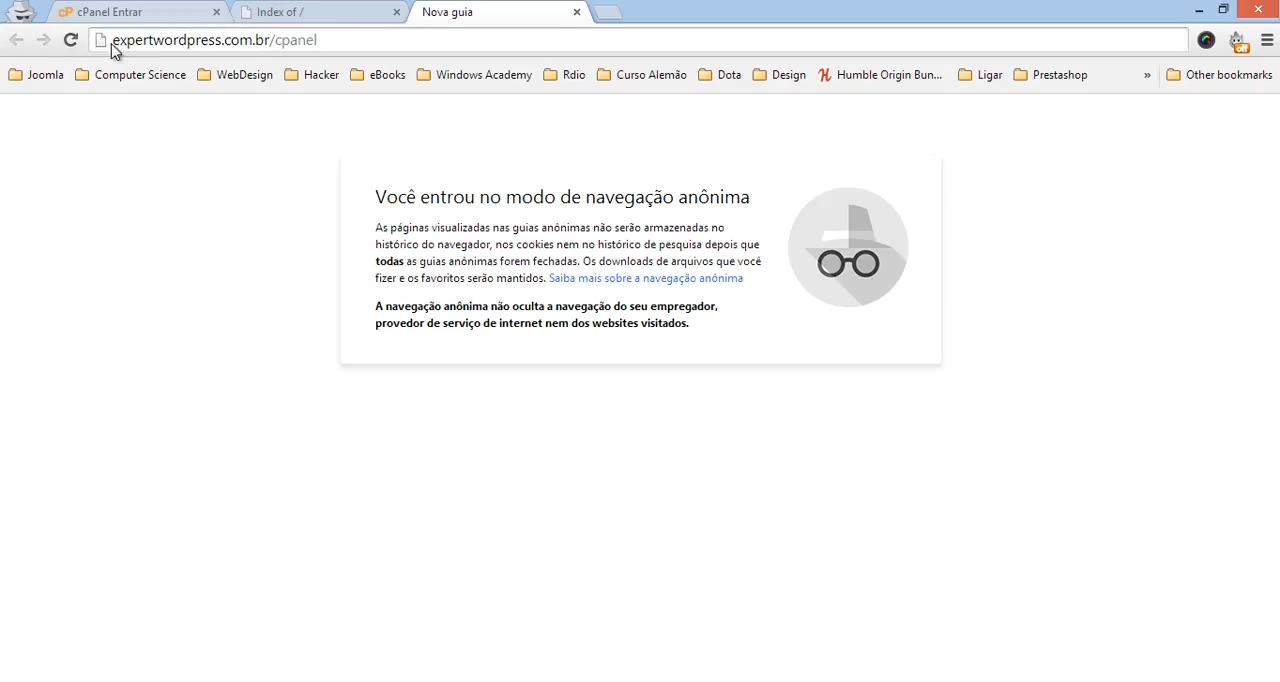 cPanel Entrar
Index of /
Nova guia
expertwordpress.com.br/cpanel
off
Joomla
Computer Science
WebDesign
Hacker
eBooks
Windows Academy
Rdio
Curso Alemão
Dota
Design
Humble Origin Bun...
Ligar
Prestashop
»
Other bookmarks
Você entrou no modo de navegação anônima
As páginas visualizadas nas guias anônimas não serão armazenadas no
histórico do navegador, nos cookies nem no histórico de pesquisa depois que
todas as guias anônimas forem fechadas. Os downloads de arquivos que você
fizer e os favoritos serão mantidos. Saiba mais sobre a navegação anônima
A navegação anônima não oculta a navegação do seu empregador,
provedor de serviço de internet nem dos websites visitados.